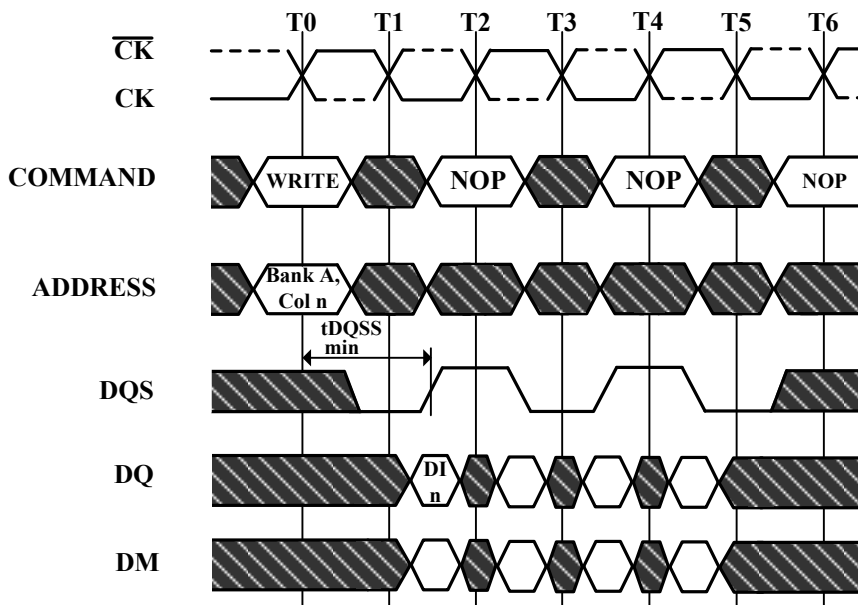 T0 T1 T2 T3 T4 T5 T6
CK
CK
COMMAND
WRITE NOP NOP NOP
ADDRESS
Bank A,
Col n
tDQSS
min
DQS
DQ
DI
n
DM